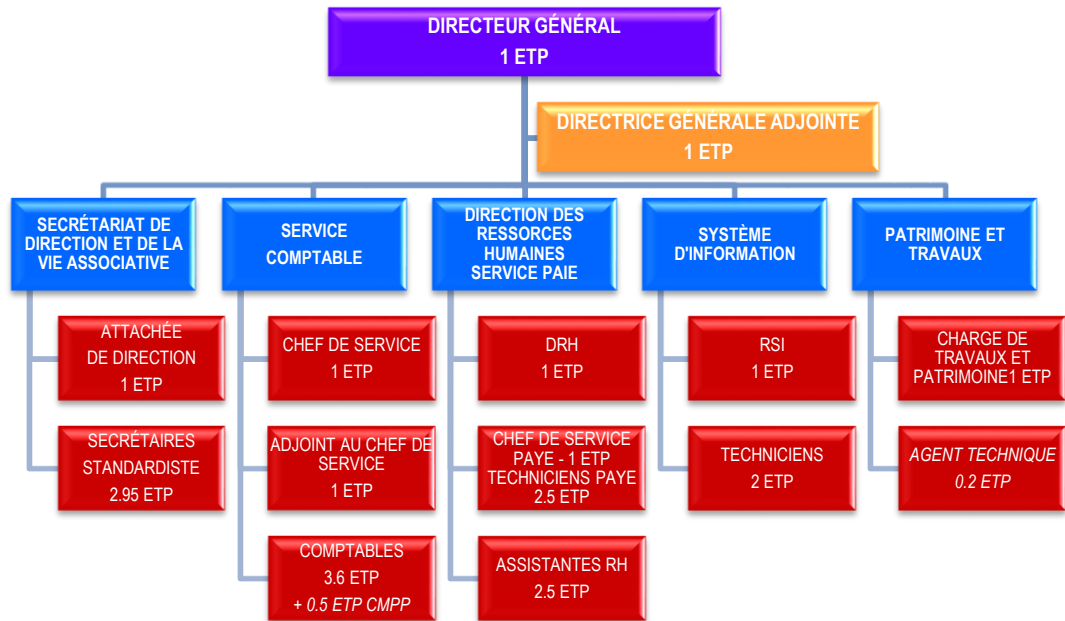 DIRECTEUR GÉNÉRAL
1 ETP
DIRECTRICE GÉNÉRALE ADJOINTE
1 ETP
SECRÉTARIAT DE
DIRECTION ET DE LA
VIE ASSOCIATIVE
SERVICE
COMPTABLE
DIRECTION DES
RESSORCES
HUMAINES
SERVICE PAIE
SYSTÈME
D'INFORMATION
PATRIMOINE ET
TRAVAUX
ATTACHÉE
DE DIRECTION
1 ETP
SECRÉTAIRES
STANDARDISTE
2.95 ETP
CHEF DE SERVICE
1 ETP
ADJOINT AU CHEF DE
SERVICE
1 ETP
COMPTABLES
3.6 ETP
+ 0.5 ETP CMPP
DRH
1 ETP
CHEF DE SERVICE
PAYE - 1 ETP
TECHNICIENS PAYE
2.5 ETP
ASSISTANTES RH
2.5 ETP
RSI
1 ETP
TECHNICIENS
2 ETP
CHARGE DE
TRAVAUX ET
PATRIMOINE1 ETP
AGENT TECHNIQUE
0.2 ETP